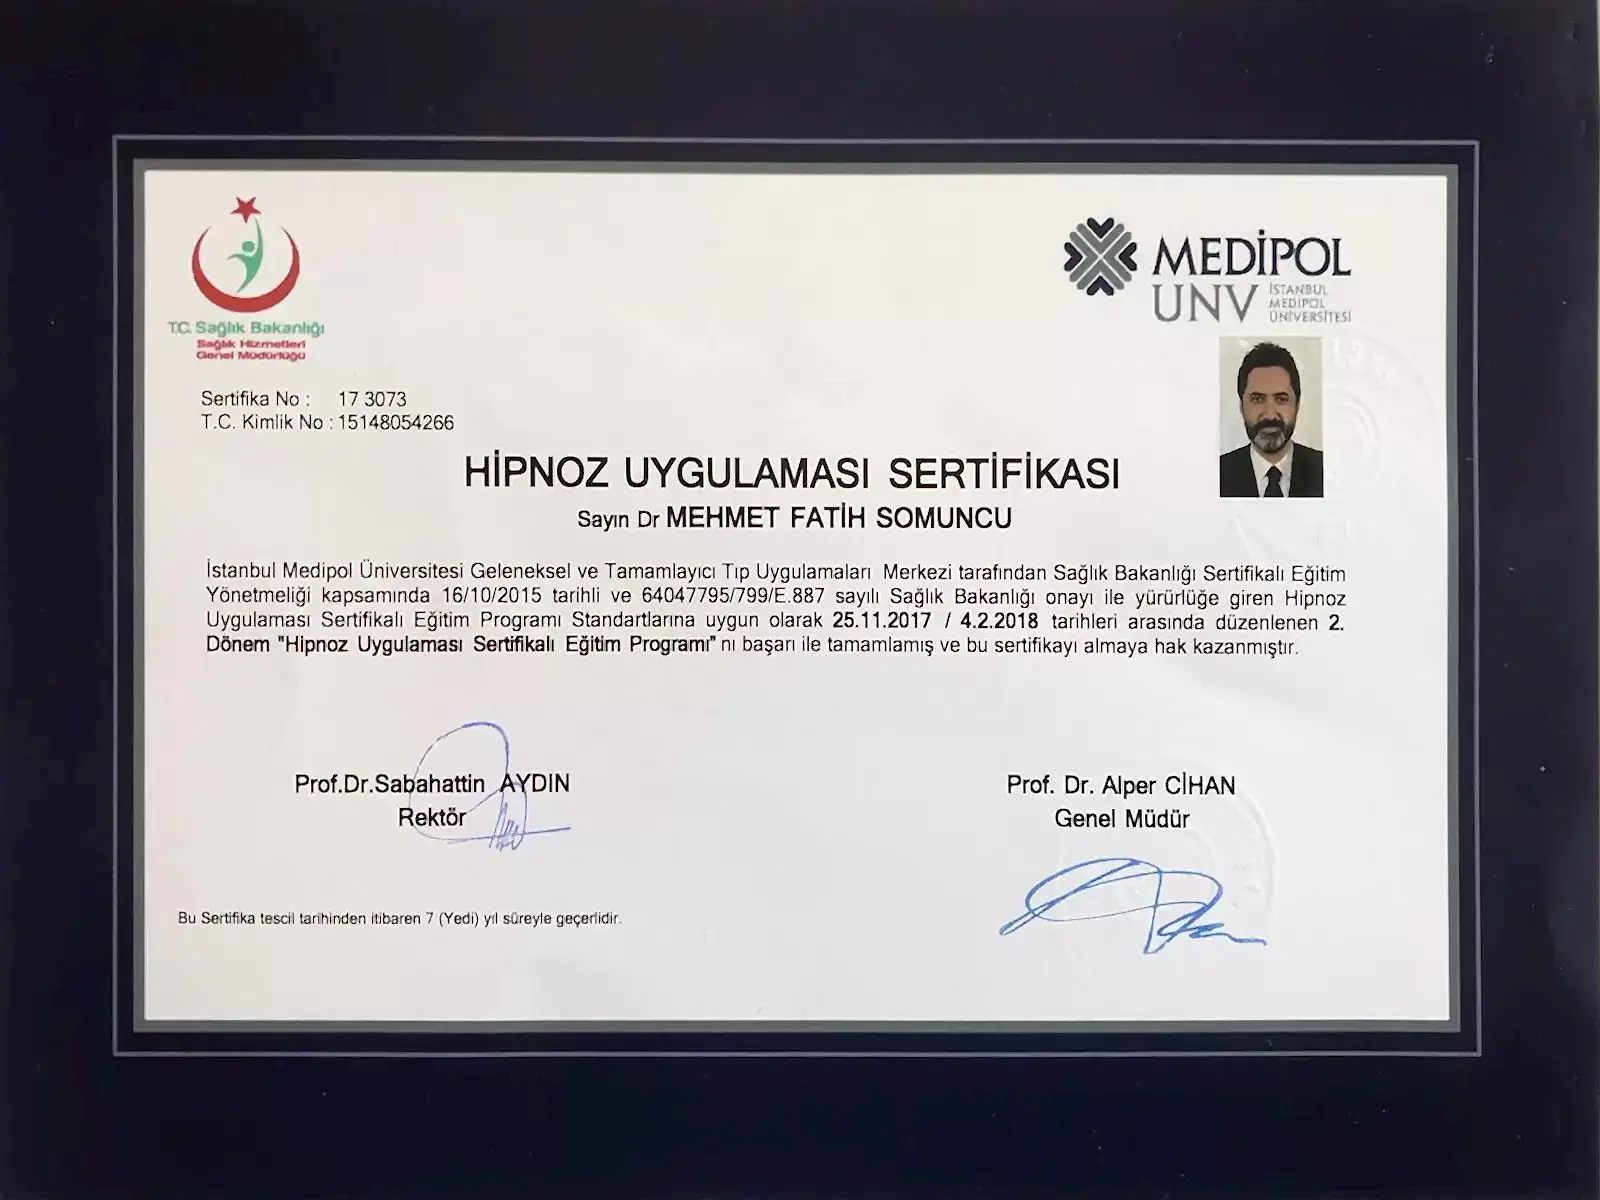 T.C. Sağlık Bakanlığı
Sağlık Hizmetleri
Genel Müdürlüğü
MEDİPOL
UNV
İSTANBUL
MEDİPOL
ÜNİVERSİTESİ
Sertifika No : 17 3073
T.C. Kimlik No : 15148054266
HİPNOZ UYGULAMASI SERTİFİKASI
Sayın Dr MEHMET FATİH SOMUNCU
İstanbul Medipol Üniversitesi Geleneksel ve Tamamlayıcı Tıp Uygulamaları Merkezi tarafından Sağlık Bakanlığı Sertifikalı Eğitim
Yönetmeliği kapsamında 16/10/2015 tarihli ve 64047795/799/E.887 sayılı Sağlık Bakanlığı onayı ile yürürlüğe giren Hipnoz
Uygulaması Sertifikalı Eğitim Programı Standartlarına uygun olarak 25.11.2017 / 4.2.2018 tarihleri arasında düzenlenen 2.
Dönem "Hipnoz Uygulaması Sertifikalı Eğitim Programı" nı başarı ile tamamlamış ve bu sertifikayı almaya hak kazanmıştır.
Prof.Dr.Sabahattin AYDIN
Rektör
Prof. Dr. Alper CİHAN
Genel Müdür
Bu Sertifika tescil tarihinden itibaren 7 (Yedi) yıl süreyle geçerlidir.